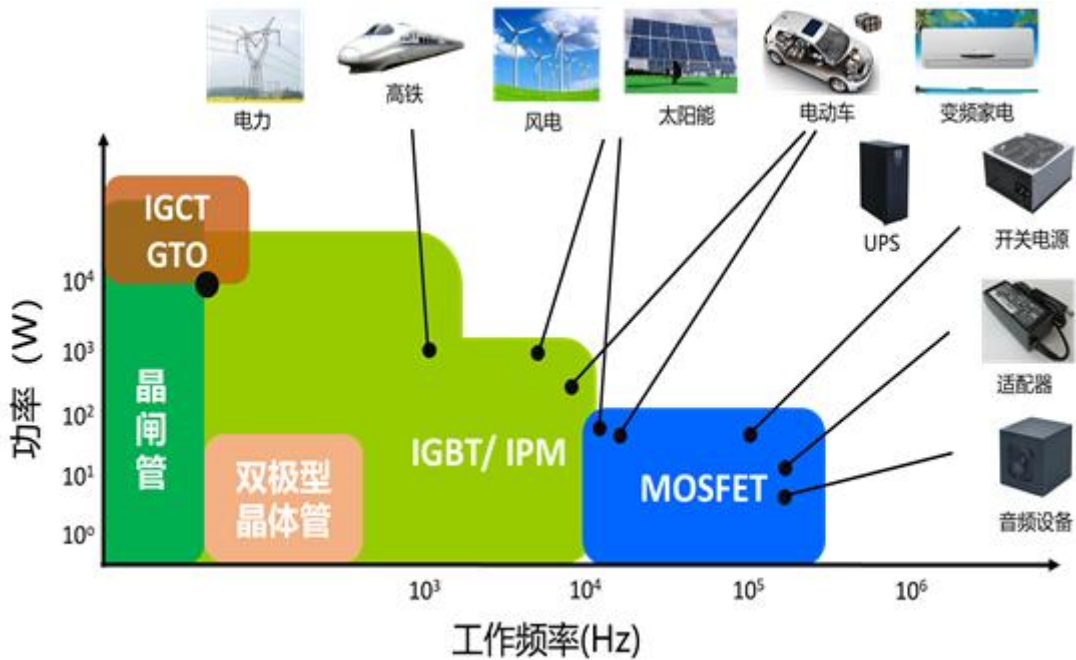 电力
高铁
风电
太阳能
电动车
变频家电
UPS
开关电源
适配器
音频设备
功率（W）
10⁴
10³
10²
10¹
10⁰
IGCT
GTO
晶
闸
管
双极型
晶体管
IGBT/ IPM
MOSFET
10³
10⁴
10⁵
10⁶
工作频率(Hz)